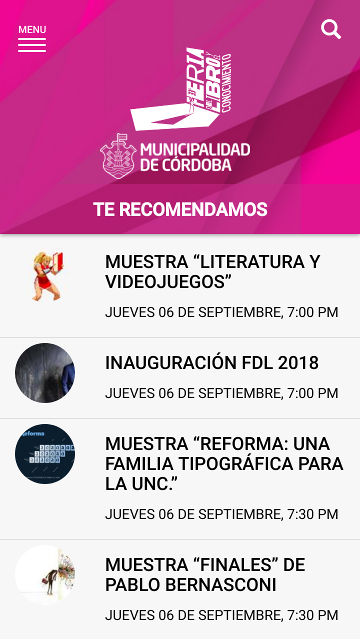 MENU
FERIA
LIBRO Y
CONOCIMIENTO
MUNICIPALIDAD
DE CÓRDOBA
TE RECOMENDAMOS
MUESTRA “LITERATURA Y
VIDEOJUEGOS”
JUEVES 06 DE SEPTIEMBRE, 7:00 PM
INAUGURACIÓN FDL 2018
JUEVES 06 DE SEPTIEMBRE, 7:00 PM
MUESTRA “REFORMA: UNA
FAMILIA TIPOGRÁFICA PARA
LA UNC.”
JUEVES 06 DE SEPTIEMBRE, 7:30 PM
MUESTRA “FINALES” DE
PABLO BERNASCONI
JUEVES 06 DE SEPTIEMBRE, 7:30 PM